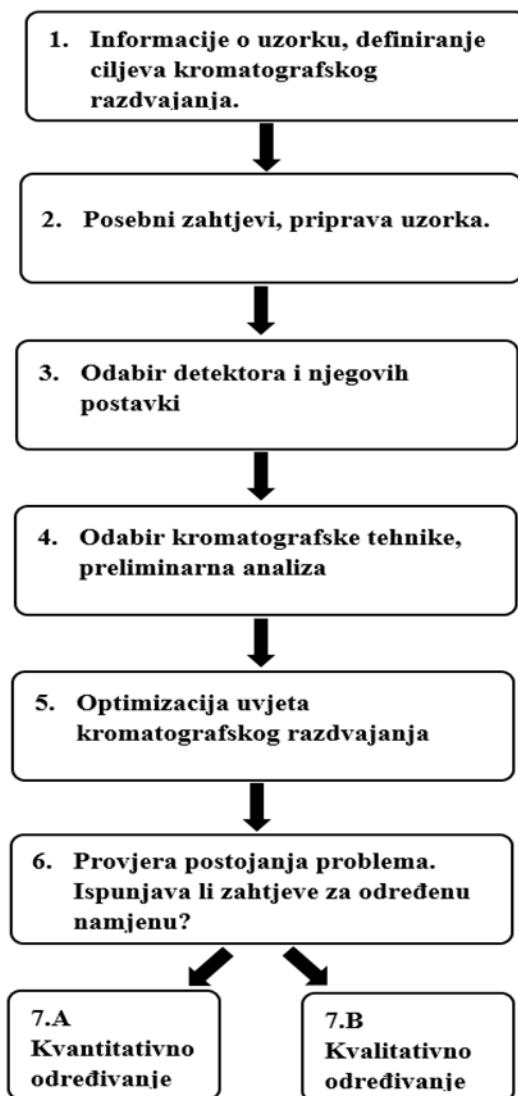 1. Informacije o uzorku, definiranje
ciljeva kromatografskog
razdvajanja.
2. Posebni zahtjevi, priprava uzorka.
3. Odabir detektora i njegovih
postavki
4. Odabir kromatografske tehnike,
preliminarna analiza
5. Optimizacija uvjeta
kromatografskog razdvajanja
6. Provjera postojanja problema.
Ispunjava li zahtjeve za određenu
namjenu?
7.A
Kvantitativno
određivanje
7.B
Kvalitativno
određivanje